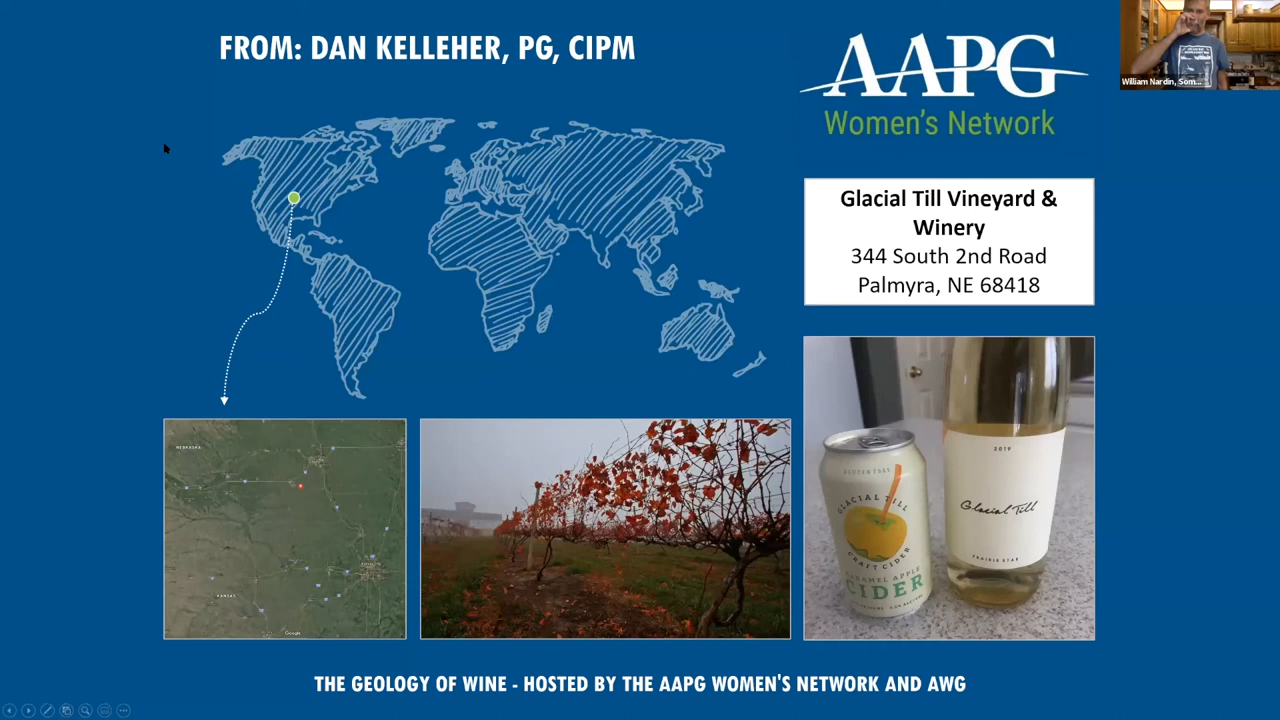 FROM: DAN KELLEHER, PG, CIPM
AAPG
Women's Network
William Nardin, Som...
Glacial Till Vineyard &
Winery
344 South 2nd Road
Palmyra, NE 68418
NEBRASKA
KANSAS
Google
GLUTEN FREE
GLACIAL TILL
CRAFT CIDER
CARAMEL APPLE
CIDER
2019
Glacial Till
PRAIRIE STAR
THE GEOLOGY OF WINE - HOSTED BY THE AAPG WOMEN'S NETWORK AND AWG